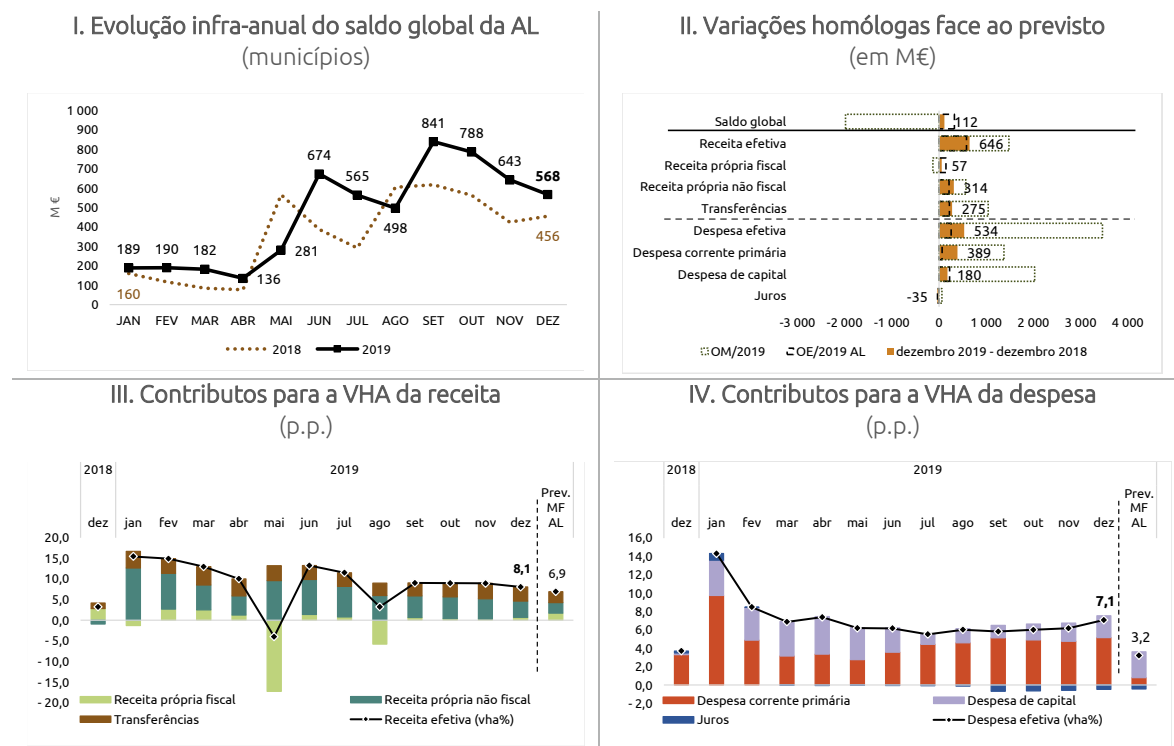 I. Evolução infra-anual do saldo global da AL
(municípios)
1 000
900
800
700
600
500
400
300
200
100
0
M €
189
190
182
136
281
674
565
498
841
788
643
568
160
456
JAN FEV MAR ABR MAI JUN JUL AGO SET OUT NOV DEZ
2018 2019
II. Variações homólogas face ao previsto
(em M€)
Saldo global 112
Receita efetiva 646
Receita própria fiscal 57
Receita própria não fiscal 314
Transferências 275
Despesa efetiva 534
Despesa corrente primária 389
Despesa de capital 180
Juros -35
-3 000 -2 000 -1 000 0 1 000 2 000 3 000 4 000
OM/2019 OE/2019 AL dezembro 2019 - dezembro 2018
III. Contributos para a VHA da receita
(p.p.)
2018 2019
Prev.
MF
AL
dez jan fev mar abr mai jun jul ago set out nov dez
20,0
15,0
10,0
5,0
0,0
- 5,0
- 10,0
- 15,0
- 20,0
8,1
6,9
Receita própria fiscal Receita própria não fiscal
Transferências Receita efetiva (vha%)
IV. Contributos para a VHA da despesa
(p.p.)
2018 2019
Prev.
MF
AL
dez jan fev mar abr mai jun jul ago set out nov dez
16,0
14,0
12,0
10,0
8,0
6,0
4,0
2,0
0,0
- 2,0
7,1
3,2
Despesa corrente primária Despesa de capital
Juros Despesa efetiva (vha%)